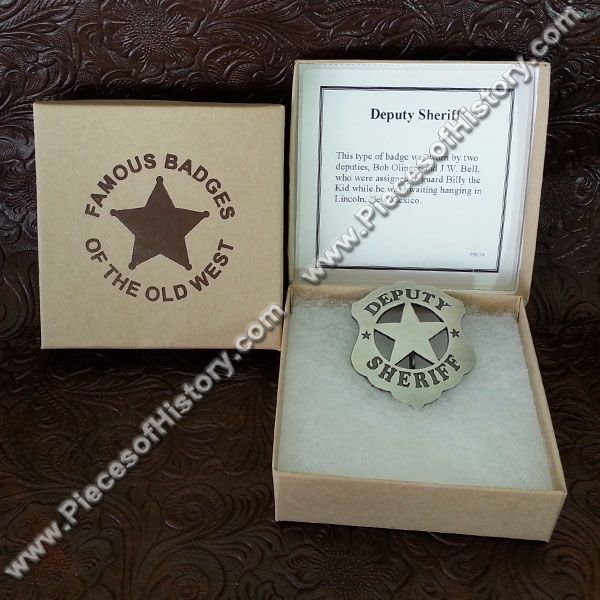 FAMOUS BADGES
OF THE OLD WEST
Deputy Sheriff
This type of badge was worn by two
deputies, Bob Olinger and J.W. Bell,
who were assigned to guard Billy the
Kid while he was awaiting hanging in
Lincoln, New Mexico.
DEPUTY
SHERIFF
www.PiecesofHistory.com
www.PiecesofHistory.com
www.PiecesofHistory.com